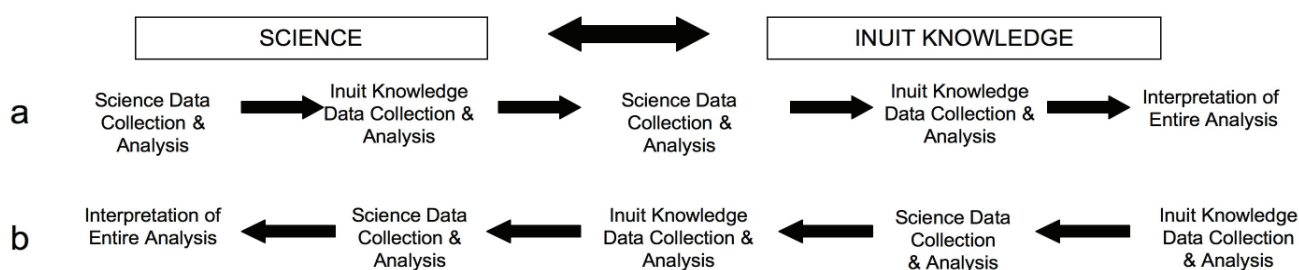 SCIENCE
INUIT KNOWLEDGE
a
Science Data
Collection &
Analysis
Inuit Knowledge
Data Collection &
Analysis
Science Data
Collection &
Analysis
Inuit Knowledge
Data Collection &
Analysis
Interpretation of
Entire Analysis
b
Interpretation of
Entire Analysis
Science Data
Collection &
Analysis
Inuit Knowledge
Data Collection &
Analysis
Science Data
Collection
& Analysis
Inuit Knowledge
Data Collection
& Analysis